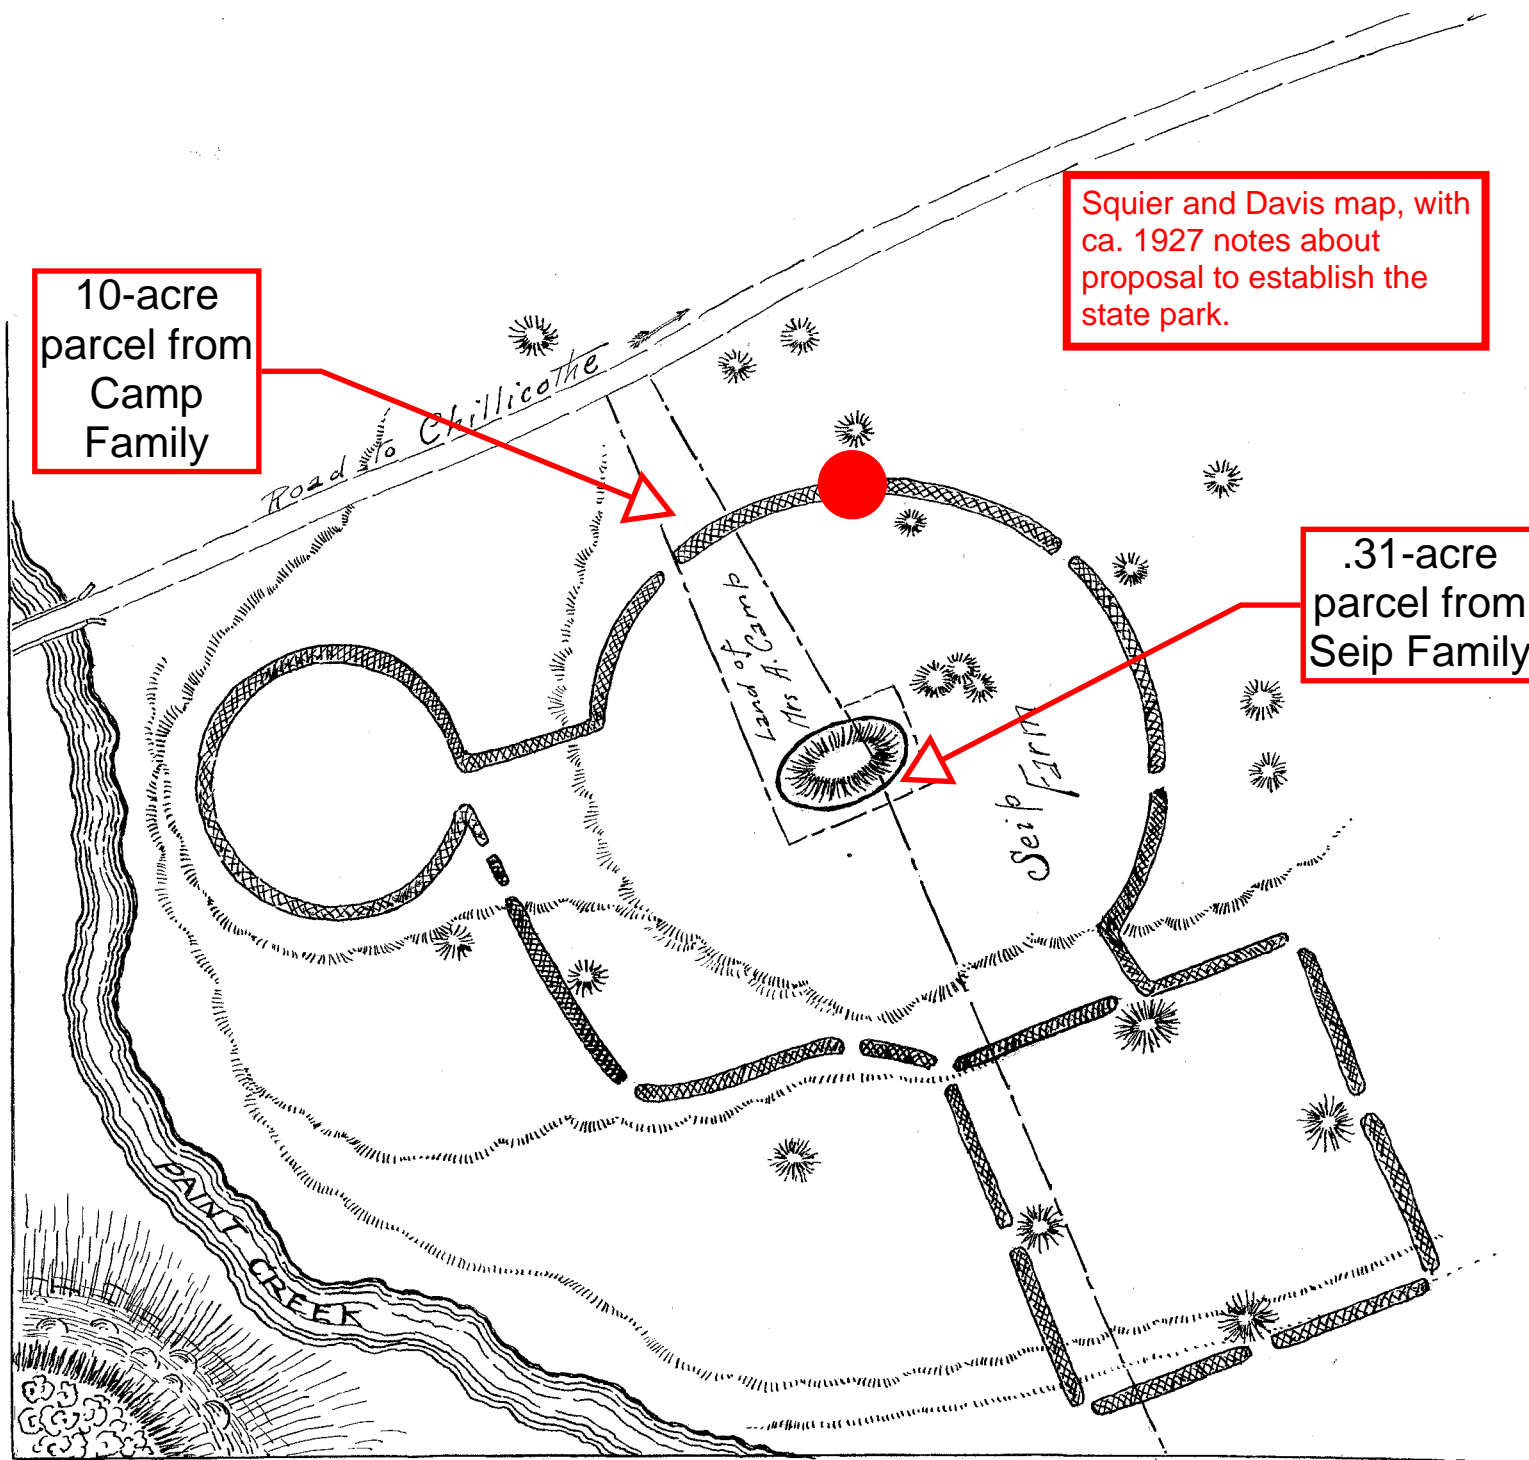 Squier and Davis map, with
ca. 1927 notes about
proposal to establish the
state park.
10-acre
parcel from
Camp
Family
Road To Chillicothe
.31-acre
parcel from
Seip Family
Land of
Mrs A. Camp
Seip
Farm
PAINT CREEK